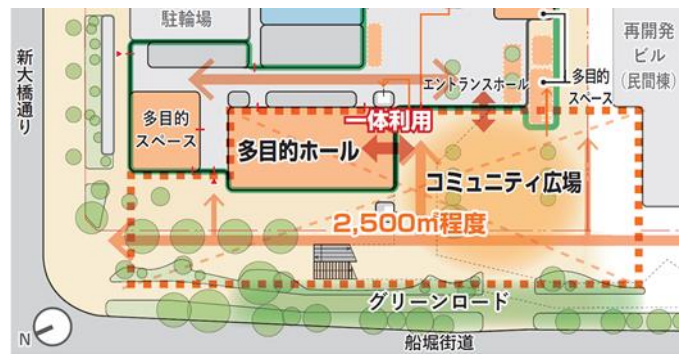 駐輪場
新大橋通り
多目的
スペース
多目的ホール
一体利用
エントランスホール
多目的
スペース
再開発
ビル
(民間棟)
コミュニティ広場
2,500㎡程度
グリーンロード
船堀街道
N